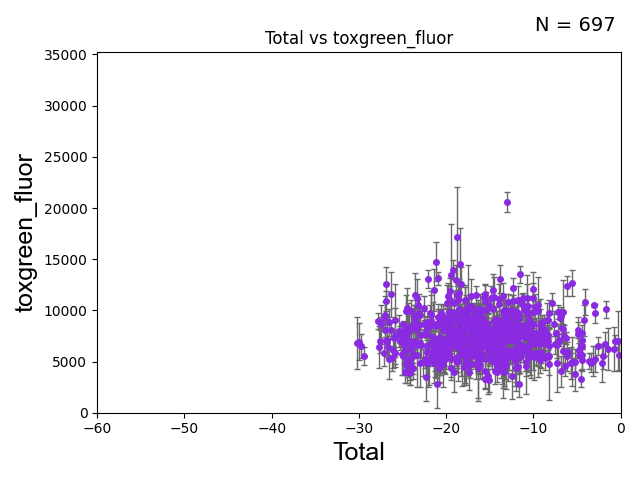 N = 697
Total vs toxgreen_fluor
35000
30000
25000
20000
15000
10000
5000
0
toxgreen_fluor
−60 −50 −40 −30 −20 −10 0
Total